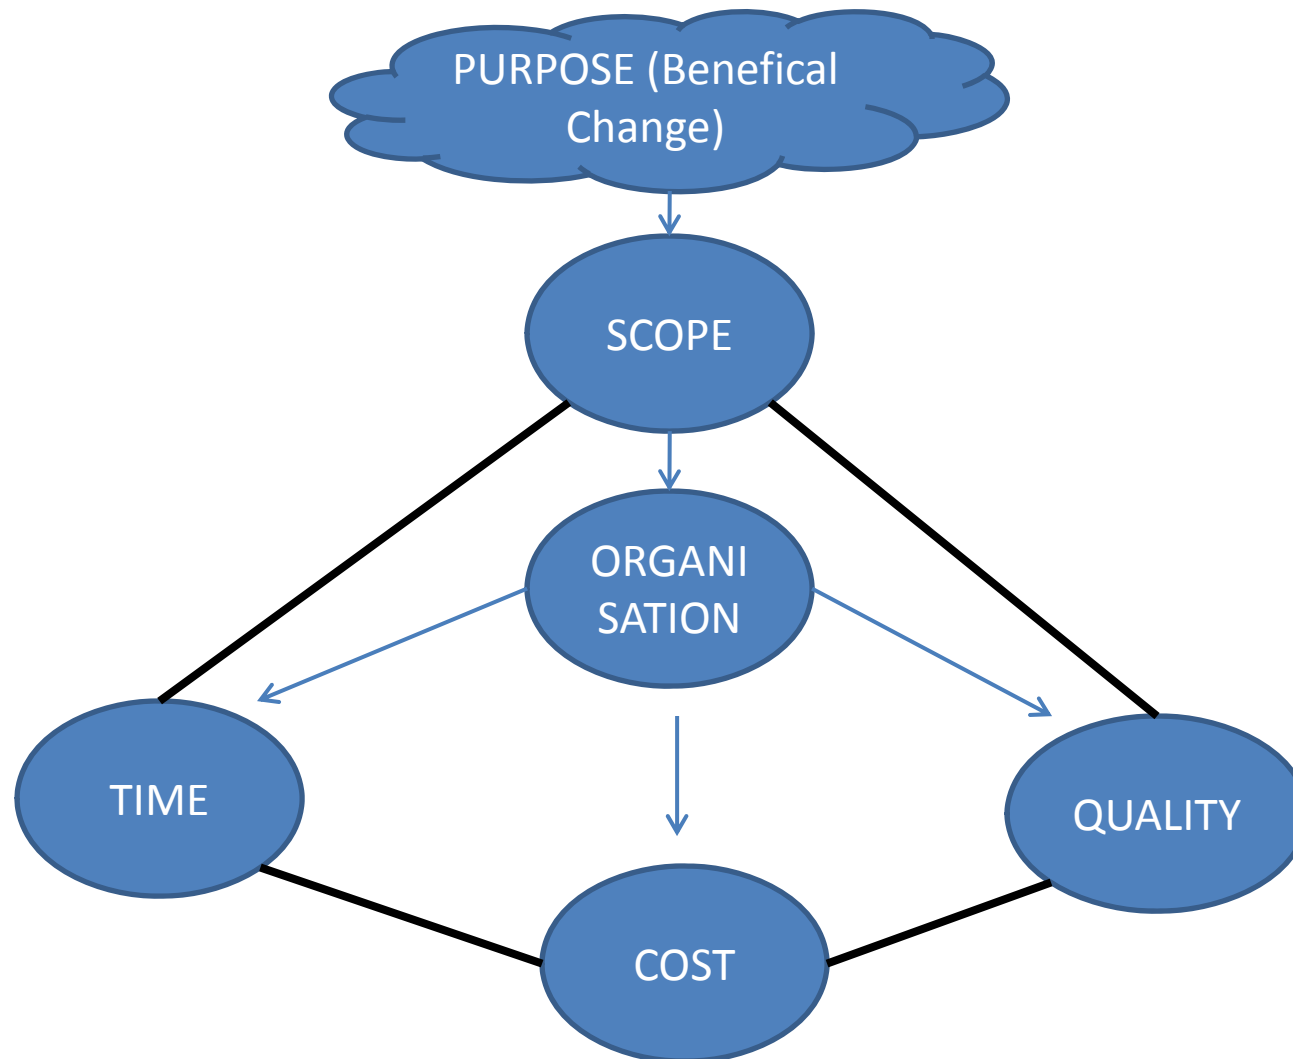 PURPOSE (Benefical
Change)
SCOPE
ORGANI
SATION
TIME
QUALITY
COST